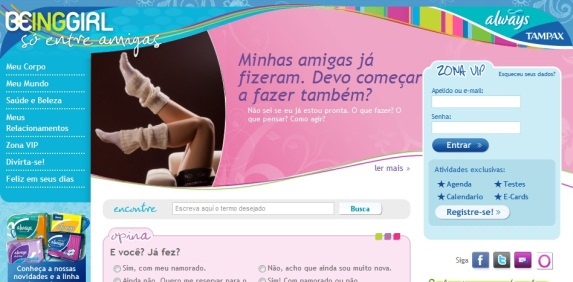 BEINGGIRL
só entre amigas
always
TAMPAX
Meu Corpo
Meu Mundo
Saúde e Beleza
Meus
Relacionamentos
Zona VIP
Divirta-se!
Feliz em seus dias
Minhas amigas já
fizeram. Devo começar
a fazer também?
Não sei se eu já estou pronta. O que fazer? O
que pensar? Como agir?
ler mais »
ZONA VIP
Esqueceu seus dados?
Apelido ou e-mail:
Senha:
Entrar »
Atividades exclusivas:
★ Agenda
★ Testes
★ Calendario
★ E-Cards
Registre-se! »
encontre
Escreva aqui o termo desejado
Busca
opina
E você? Já fez?
Sim, com meu namorado.
Não, acho que ainda sou muito nova.
Ainda não. Quero me reservar para o
Sim! Com namorado ou não.
always
Conheça a nossas
novidades e a linha
Siga